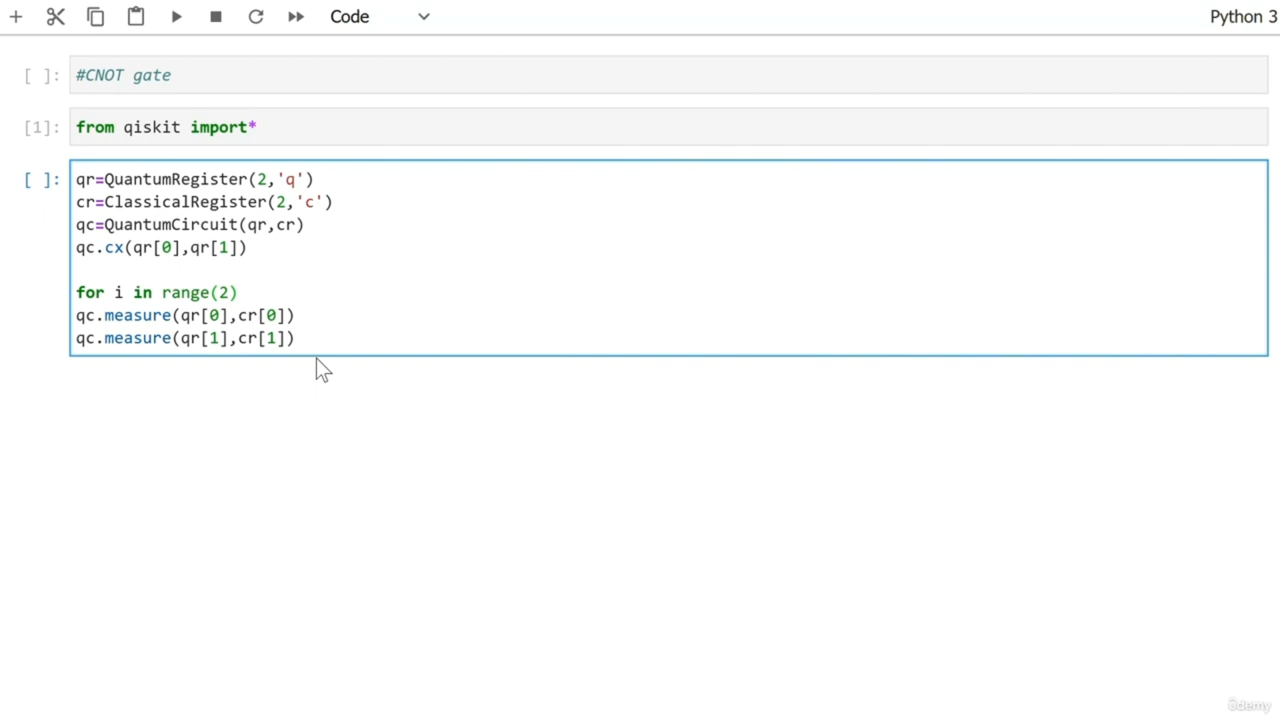 Code
Python 3
[ ]: #CNOT gate
[1]: from qiskit import*
[ ]: qr=QuantumRegister(2,'q')
cr=ClassicalRegister(2,'c')
qc=QuantumCircuit(qr,cr)
qc.cx(qr[0],qr[1])
for i in range(2)
qc.measure(qr[0],cr[0])
qc.measure(qr[1],cr[1])
ûdemy